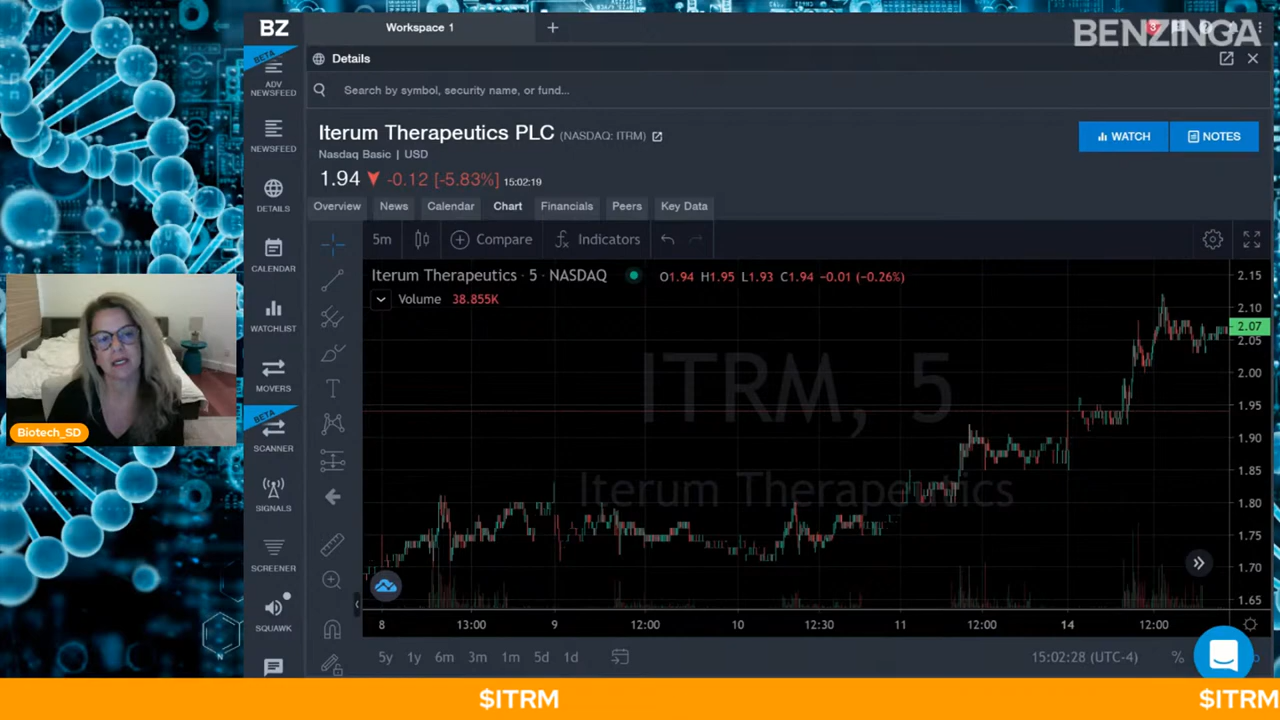 BZ
Workspace 1
BENZINGA
BETA
ADV
NEWSFEED
NEWSFEED
DETAILS
CALENDAR
WATCHLIST
MOVERS
BETA
SCANNER
SIGNALS
SCREENER
SQUAWK
Details
Search by symbol, security name, or fund...
Iterum Therapeutics PLC (NASDAQ: ITRM)
WATCH
NOTES
Nasdaq Basic | USD
1.94 -0.12 [-5.83%] 15:02:19
Overview News Calendar Chart Financials Peers Key Data
5m Compare Indicators
Iterum Therapeutics · 5 · NASDAQ O1.94 H1.95 L1.93 C1.94 −0.01 (−0.26%)
Volume 38.855K
ITRM, 5
Iterum Therapeutics
2.15
2.10
2.07
2.05
2.00
1.95
1.90
1.85
1.80
1.75
1.70
1.65
8 13:00 9 12:00 10 12:30 11 12:00 14 12:00
5y 1y 6m 3m 1m 5d 1d
15:02:28 (UTC-4) %
Biotech_SD
N
$ITRM $ITRM